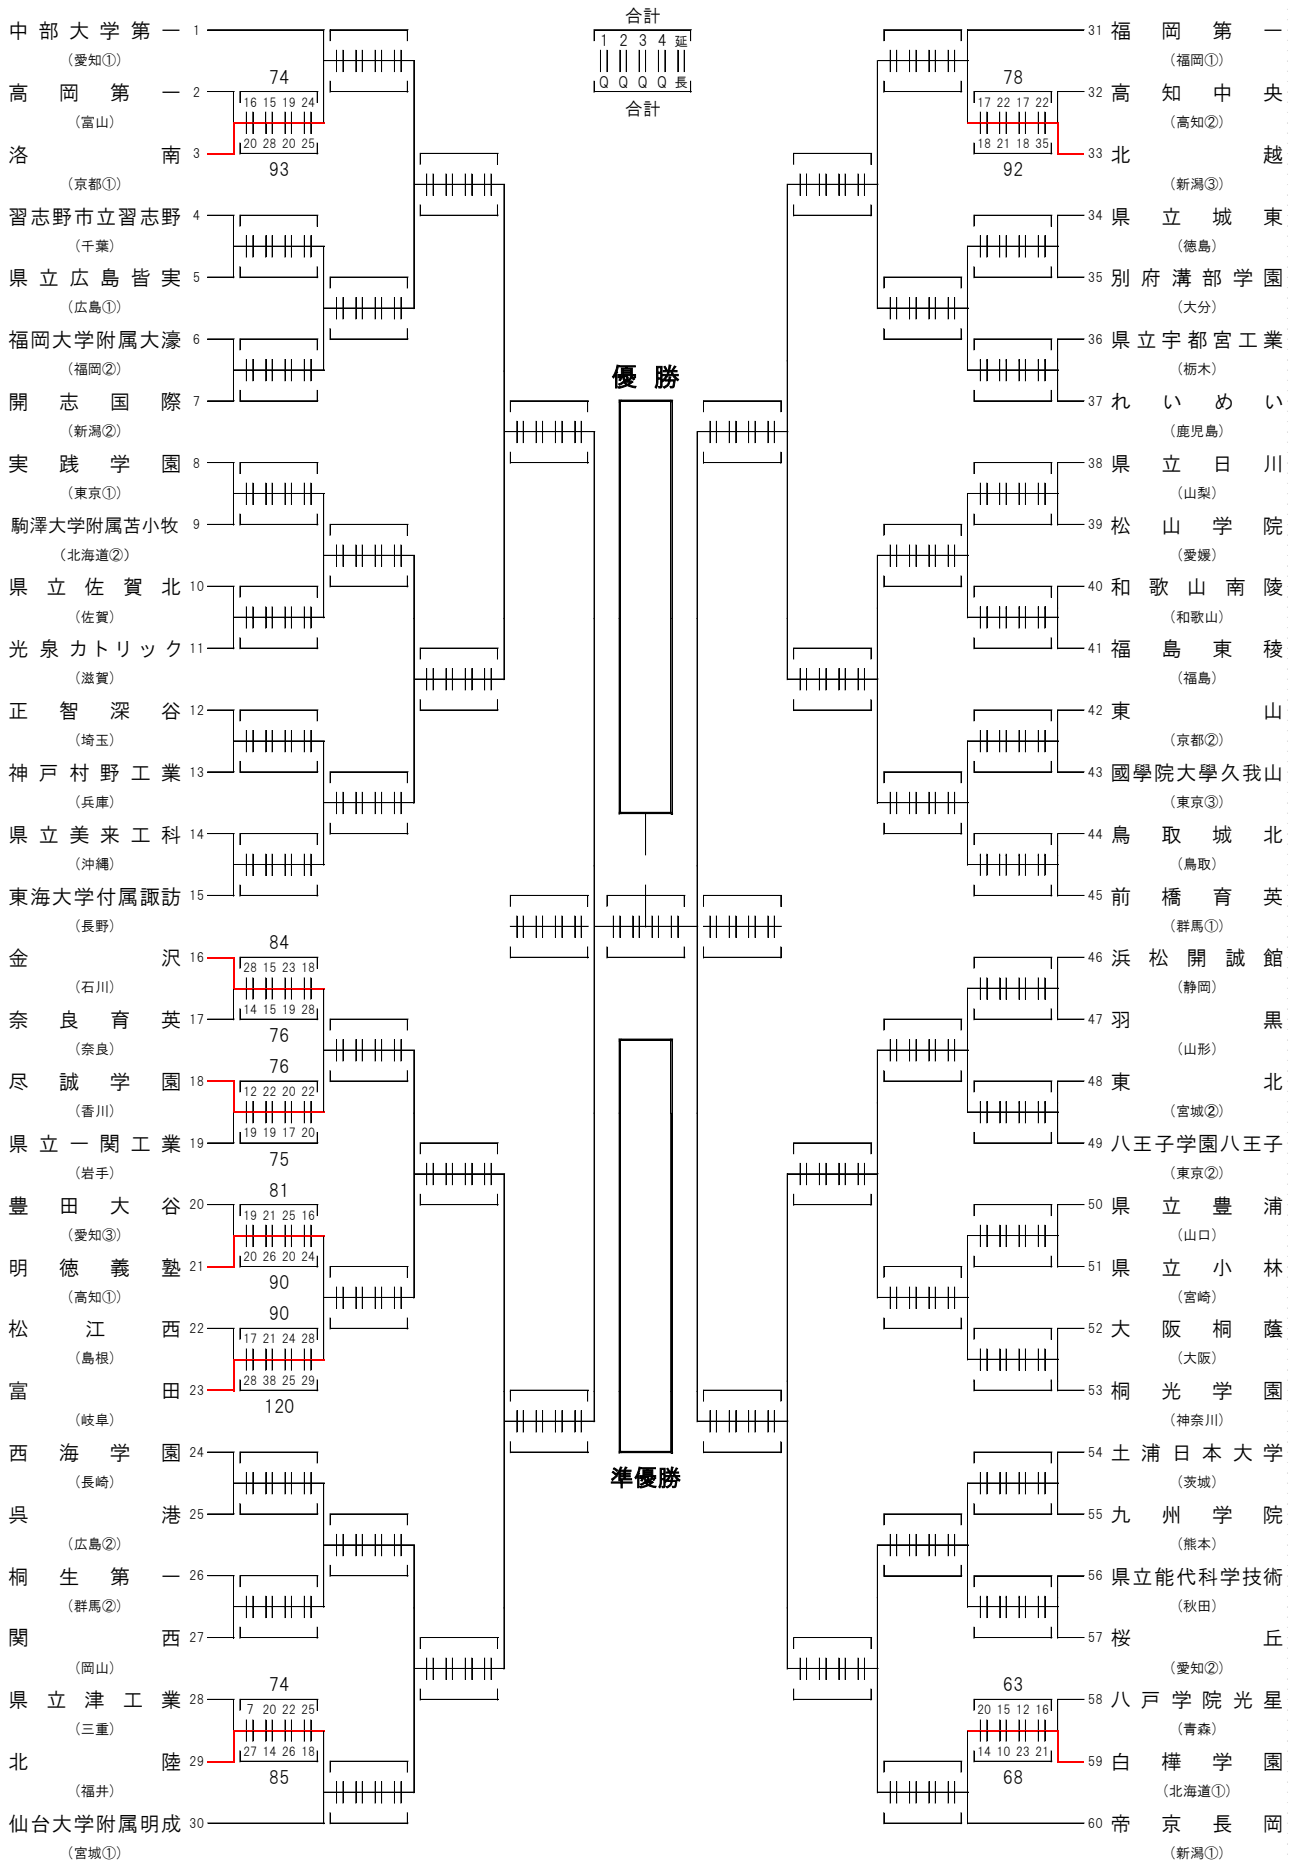 合計
1 2 3 4 延
Q Q Q Q 長
合計
中部大学第一 1
（愛知①）
74
高岡第一 2
16 15 19 24
（富山）
20 28 20 25
洛南 3
93
（京都①）
習志野市立習志野 4
（千葉）
県立広島皆実 5
（広島①）
福岡大学附属大濠 6
（福岡②）
開志国際 7
（新潟②）
実践学園 8
（東京①）
駒澤大学附属苫小牧 9
（北海道②）
県立佐賀北 10
（佐賀）
光泉カトリック 11
（滋賀）
正智深谷 12
（埼玉）
神戸村野工業 13
（兵庫）
県立美来工科 14
（沖縄）
東海大学付属諏訪 15
（長野）
84
金沢 16
28 15 23 18
（石川）
14 15 19 28
奈良育英 17
76
（奈良）
76
尽誠学園 18
12 22 20 22
（香川）
19 19 17 20
県立一関工業 19
75
（岩手）
81
豊田大谷 20
19 21 25 16
（愛知③）
20 26 20 24
明徳義塾 21
90
（高知①）
90
松江西 22
17 21 24 28
（島根）
28 38 25 29
富田 23
120
（岐阜）
西海学園 24
（長崎）
呉港 25
（広島②）
桐生第一 26
（群馬②）
関西 27
（岡山）
74
県立津工業 28
7 20 22 25
（三重）
27 14 26 18
北陸 29
85
（福井）
仙台大学附属明成 30
（宮城①）
優勝
準優勝
31 福岡第一
（福岡①）
78
32 高知中央
17 22 17 22
（高知②）
18 21 18 35
33 北越
92
（新潟③）
34 県立城東
（徳島）
35 別府溝部学園
（大分）
36 県立宇都宮工業
（栃木）
37 れいめい
（鹿児島）
38 県立日川
（山梨）
39 松山学院
（愛媛）
40 和歌山南陵
（和歌山）
41 福島東稜
（福島）
42 東山
（京都②）
43 國學院大學久我山
（東京③）
44 鳥取城北
（鳥取）
45 前橋育英
（群馬①）
46 浜松開誠館
（静岡）
47 羽黒
（山形）
48 東北
（宮城②）
49 八王子学園八王子
（東京②）
50 県立豊浦
（山口）
51 県立小林
（宮崎）
52 大阪桐蔭
（大阪）
53 桐光学園
（神奈川）
54 土浦日本大学
（茨城）
55 九州学院
（熊本）
56 県立能代科学技術
（秋田）
57 桜丘
（愛知②）
63
58 八戸学院光星
20 15 12 16
（青森）
14 10 23 21
59 白樺学園
68
（北海道①）
60 帝京長岡
（新潟①）